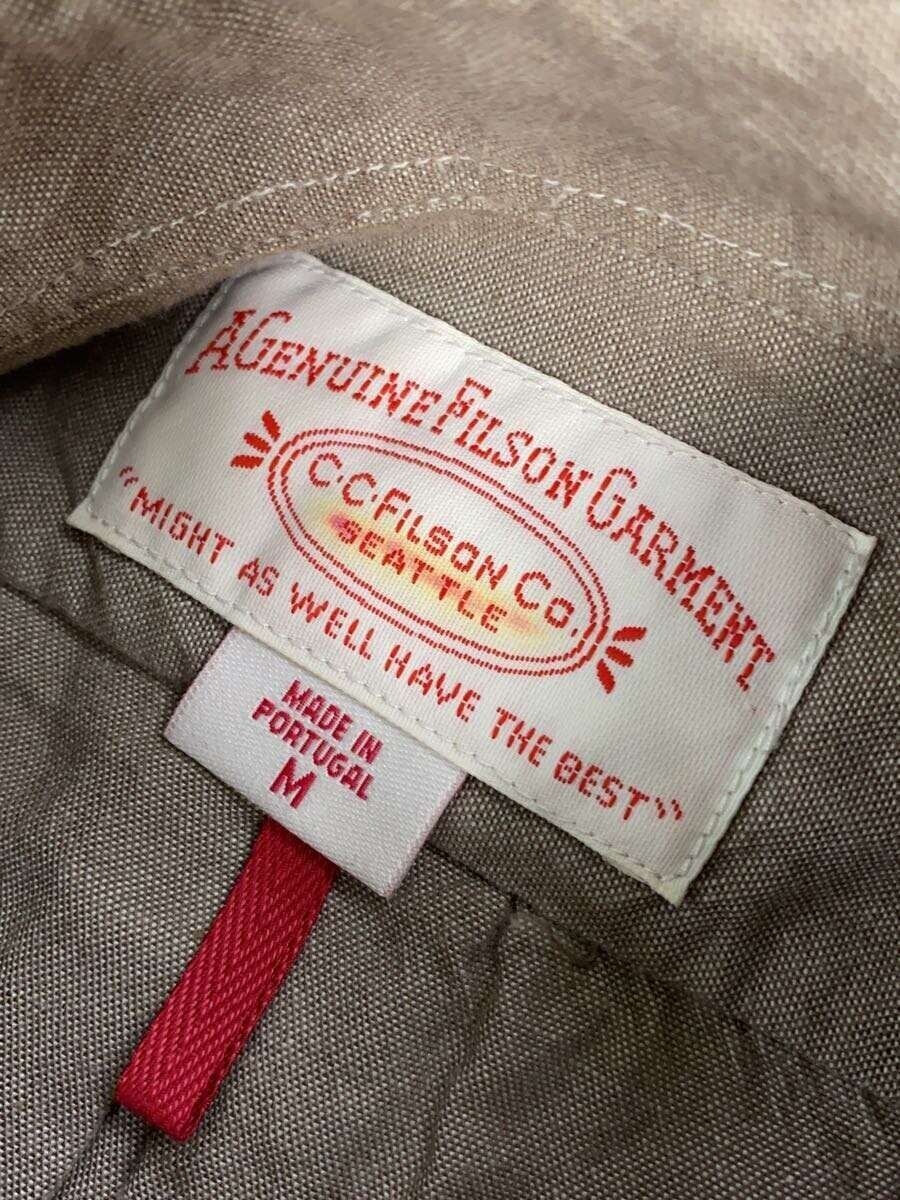 A GENUINE FILSON GARMENT
C.C. FILSON CO.
SEATTLE
"MIGHT AS WELL HAVE THE BEST"
MADE IN
PORTUGAL
M